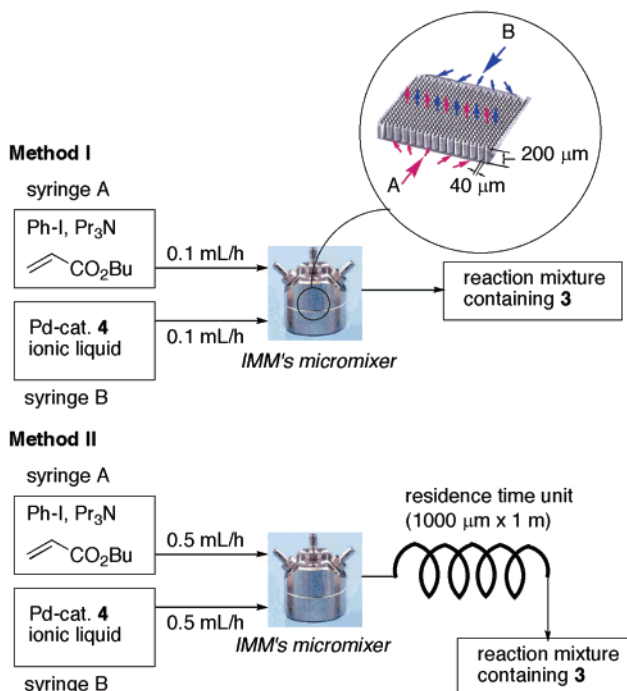 B
200 μm
A
40 μm
Method I
syringe A
Ph-I, Pr3N
CO2Bu
0.1 mL/h
Pd-cat. 4
ionic liquid
0.1 mL/h
syringe B
IMM's micromixer
reaction mixture
containing 3
Method II
syringe A
Ph-I, Pr3N
CO2Bu
0.5 mL/h
Pd-cat. 4
ionic liquid
0.5 mL/h
syringe B
IMM's micromixer
residence time unit
(1000 μm x 1 m)
reaction mixture
containing 3